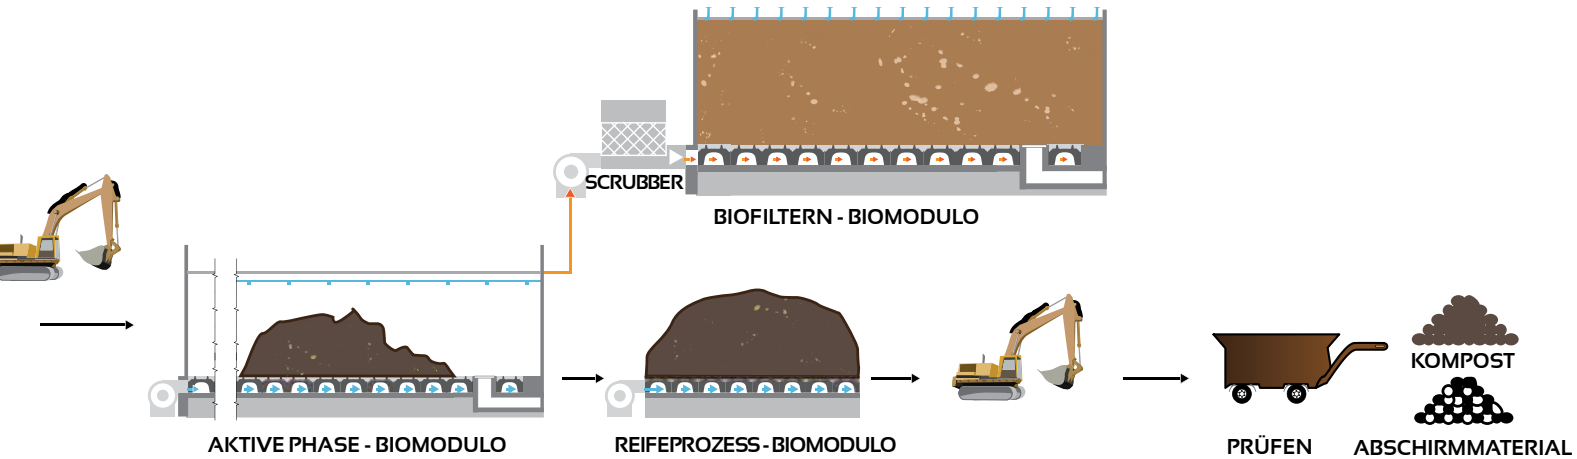 SCRUBBER
BIOFILTERN - BIOMODULO
AKTIVE PHASE - BIOMODULO
REIFEPROZESS - BIOMODULO
PRÜFEN
KOMPOST
ABSCHIRMMATERIAL